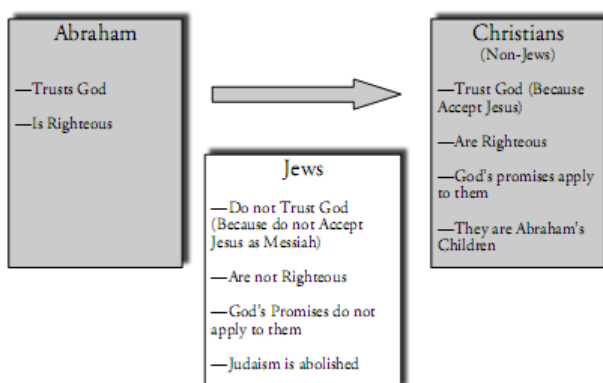 Abraham
—Trusts God
—Is Righteous
Christians
(Non-Jews)
—Trust God (Because
Accept Jesus)
—Are Righteous
—God's promises apply
to them
—They are Abraham's
Children
Jews
—Do not Trust God
(Because do not Accept
Jesus as Messiah)
—Are not Righteous
—God's Promises do not
apply to them
—Judaism is abolished